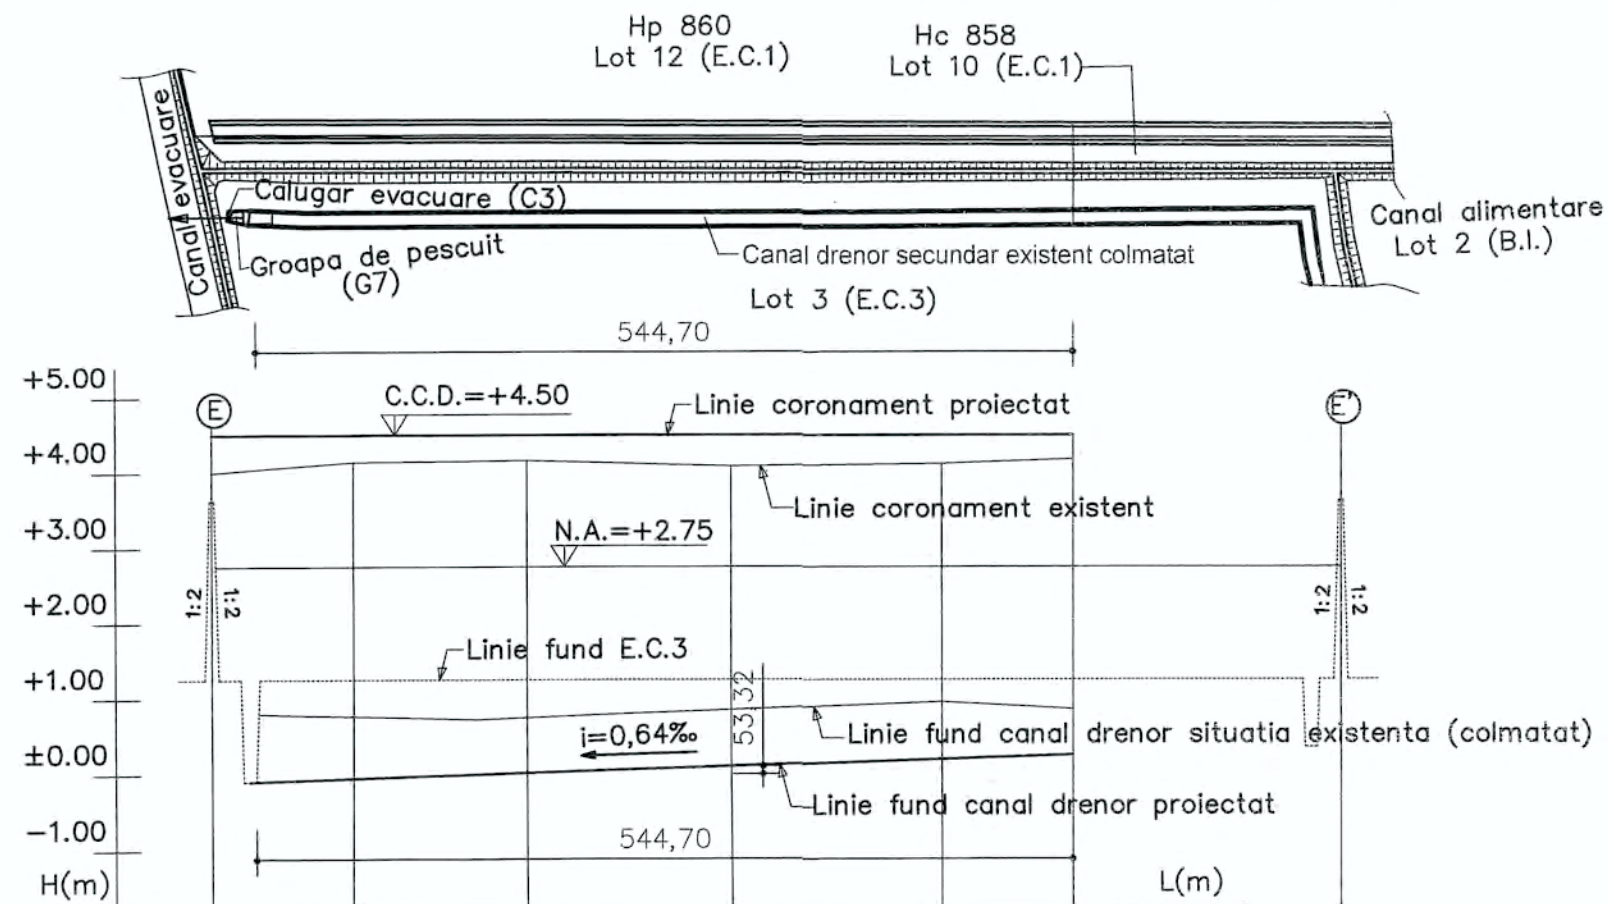 Hp 860
Lot 12 (E.C.1)
Hc 858
Lot 10 (E.C.1)
Canal evacuare
Calugar evacuare (C3)
Groapa de pescuit
(G7)
Canal drenor secundar existent colmatat
Canal alimentare
Lot 2 (B.I.)
Lot 3 (E.C.3)
544,70
+5.00
E
C.C.D.=+4.50
Linie coronament proiectat
E'
+4.00
Linie coronament existent
+3.00
N.A.=+2.75
+2.00
1:2
1:2
1:2
1:2
Linie fund E.C.3
+1.00
53,32
i=0,64‰
Linie fund canal drenor situatia existenta (colmatat)
±0.00
Linie fund canal drenor proiectat
-1.00
544,70
H(m)
L(m)